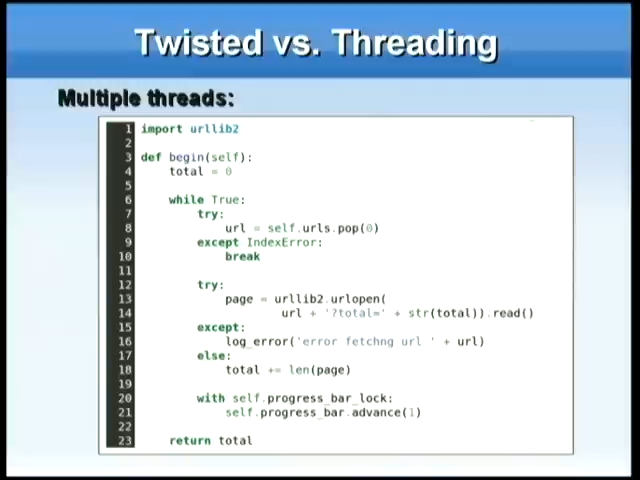 Twisted vs. Threading
Multiple threads:
1 import urllib2
2
3 def begin(self):
4 total = 0
5
6 while True:
7 try:
8 url = self.urls.pop(0)
9 except IndexError:
10 break
11
12 try:
13 page = urllib2.urlopen(
14 url + '?total=' + str(total)).read()
15 except:
16 log_error('error fetchng url ' + url)
17 else:
18 total += len(page)
19
20 with self.progress_bar_lock:
21 self.progress_bar.advance(1)
22
23 return total